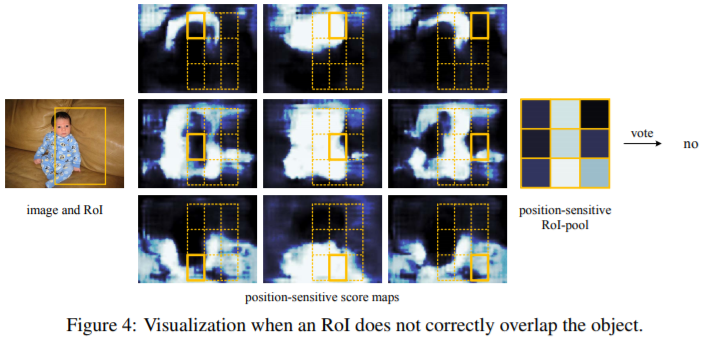 image and RoI
position-sensitive score maps
position-sensitive
RoI-pool
vote
no
Figure 4: Visualization when an RoI does not correctly overlap the object.